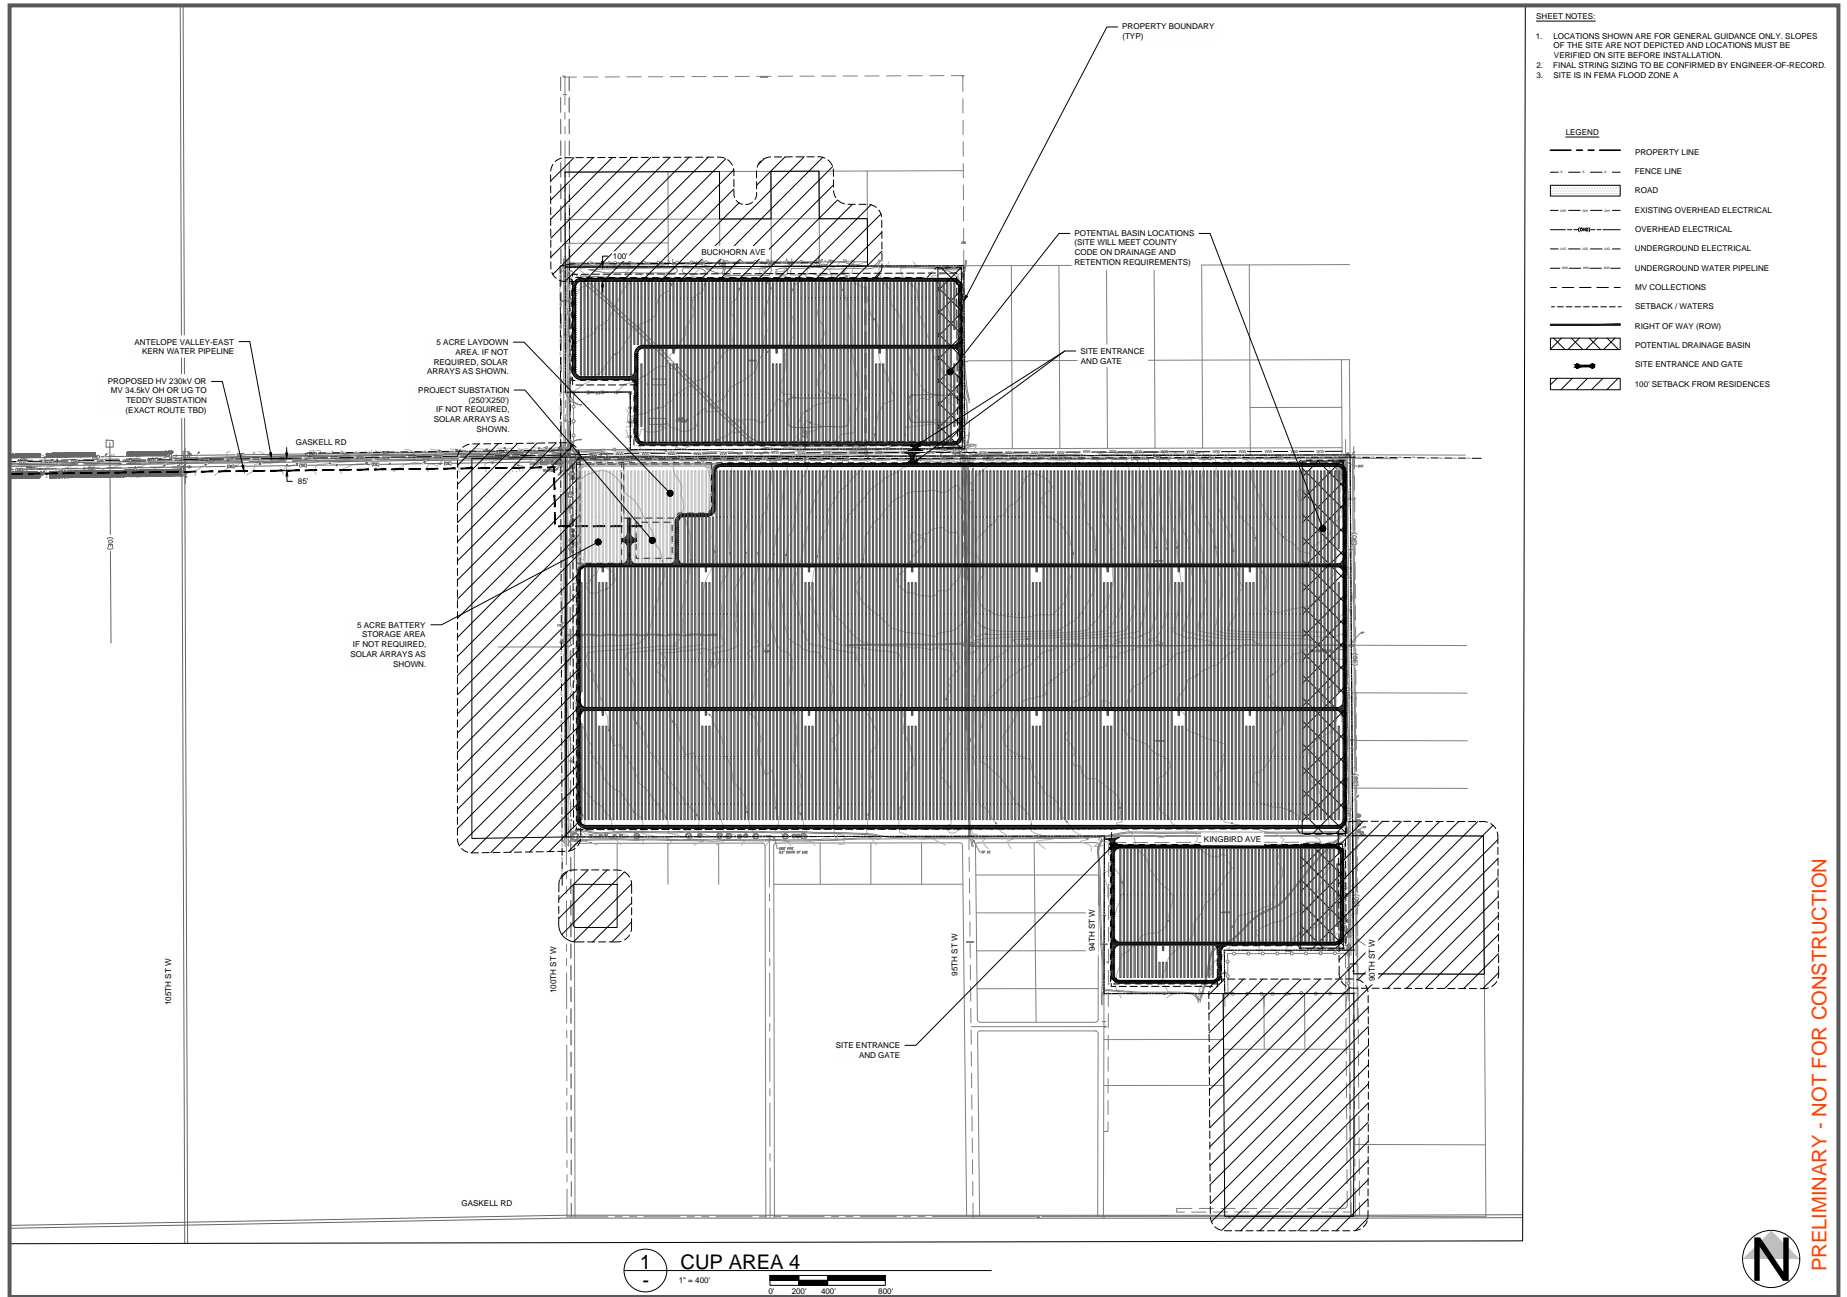 PROPERTY BOUNDARY
(TYP)
SHEET NOTES:
1. LOCATIONS SHOWN ARE FOR GENERAL GUIDANCE ONLY. SLOPES
OF THE SITE ARE NOT DEPICTED AND LOCATIONS MUST BE
VERIFIED ON SITE BEFORE INSTALLATION.
2. FINAL STRING SIZING TO BE CONFIRMED BY ENGINEER-OF-RECORD.
3. SITE IS IN FEMA FLOOD ZONE A
LEGEND
PROPERTY LINE
FENCE LINE
ROAD
EXISTING OVERHEAD ELECTRICAL
OVERHEAD ELECTRICAL
UNDERGROUND ELECTRICAL
UNDERGROUND WATER PIPELINE
MV COLLECTIONS
SETBACK / WATERS
RIGHT OF WAY (ROW)
POTENTIAL DRAINAGE BASIN
SITE ENTRANCE AND GATE
100' SETBACK FROM RESIDENCES
BUCKHORN AVE
100'
POTENTIAL BASIN LOCATIONS
(SITE WILL MEET COUNTY
CODE ON DRAINAGE AND
RETENTION REQUIREMENTS)
ANTELOPE VALLEY-EAST
KERN WATER PIPELINE
PROPOSED HV 230kV OR
MV 34.5kV OH OR UG TO
TEDDY SUBSTATION
(EXACT ROUTE TBD)
5 ACRE LAYDOWN
AREA. IF NOT
REQUIRED, SOLAR
ARRAYS AS SHOWN.
PROJECT SUBSTATION
(250'X250')
IF NOT REQUIRED,
SOLAR ARRAYS AS
SHOWN.
SITE ENTRANCE
AND GATE
GASKELL RD
85'
5 ACRE BATTERY
STORAGE AREA
IF NOT REQUIRED,
SOLAR ARRAYS AS
SHOWN.
KINGBIRD AVE
105TH ST W
100TH ST W
95TH ST W
94TH ST W
90TH ST W
SITE ENTRANCE
AND GATE
GASKELL RD
1
-
CUP AREA 4
1" = 400'
0' 200' 400' 800'
N
PRELIMINARY - NOT FOR CONSTRUCTION